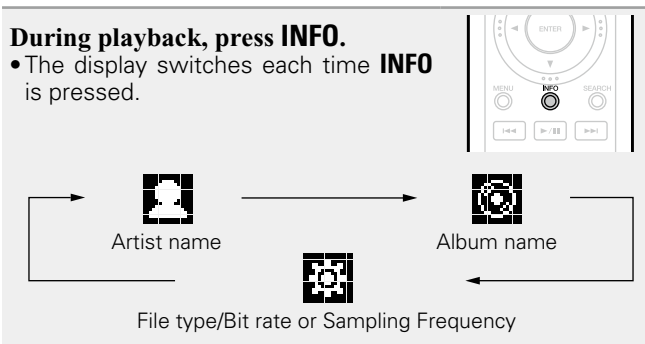 During playback, press INFO.
• The display switches each time INFO
is pressed.
ENTER
MENU INFO SEARCH
Artist name
Album name
File type/Bit rate or Sampling Frequency